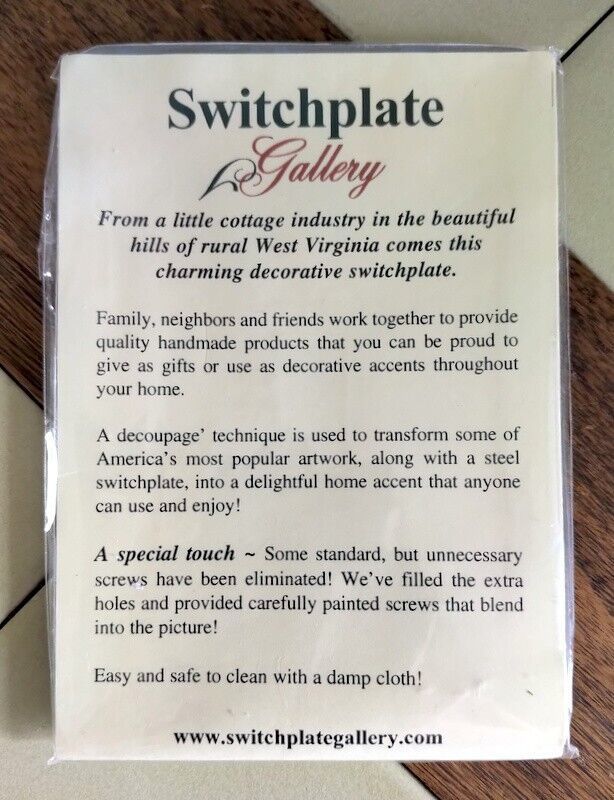 Switchplate
Gallery
From a little cottage industry in the beautiful
hills of rural West Virginia comes this
charming decorative switchplate.
Family, neighbors and friends work together to provide
quality handmade products that you can be proud to
give as gifts or use as decorative accents throughout
your home.
A decoupage' technique is used to transform some of
America's most popular artwork, along with a steel
switchplate, into a delightful home accent that anyone
can use and enjoy!
A special touch ~ Some standard, but unnecessary
screws have been eliminated! We've filled the extra
holes and provided carefully painted screws that blend
into the picture!
Easy and safe to clean with a damp cloth!
www.switchplategallery.com